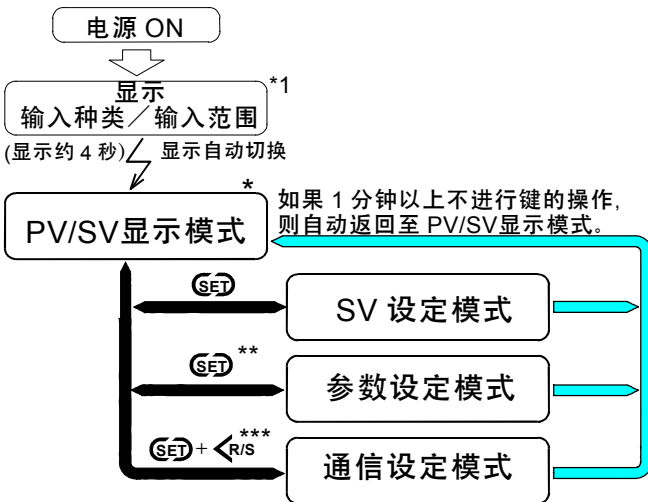 电源 ON
显示 *1
输入种类／输入范围
(显示约 4 秒) 显示自动切换
*
PV/SV显示模式
如果 1 分钟以上不进行键的操作,
则自动返回至 PV/SV显示模式。
SET
SV 设定模式
SET **
参数设定模式
SET + <R/S ***
通信设定模式